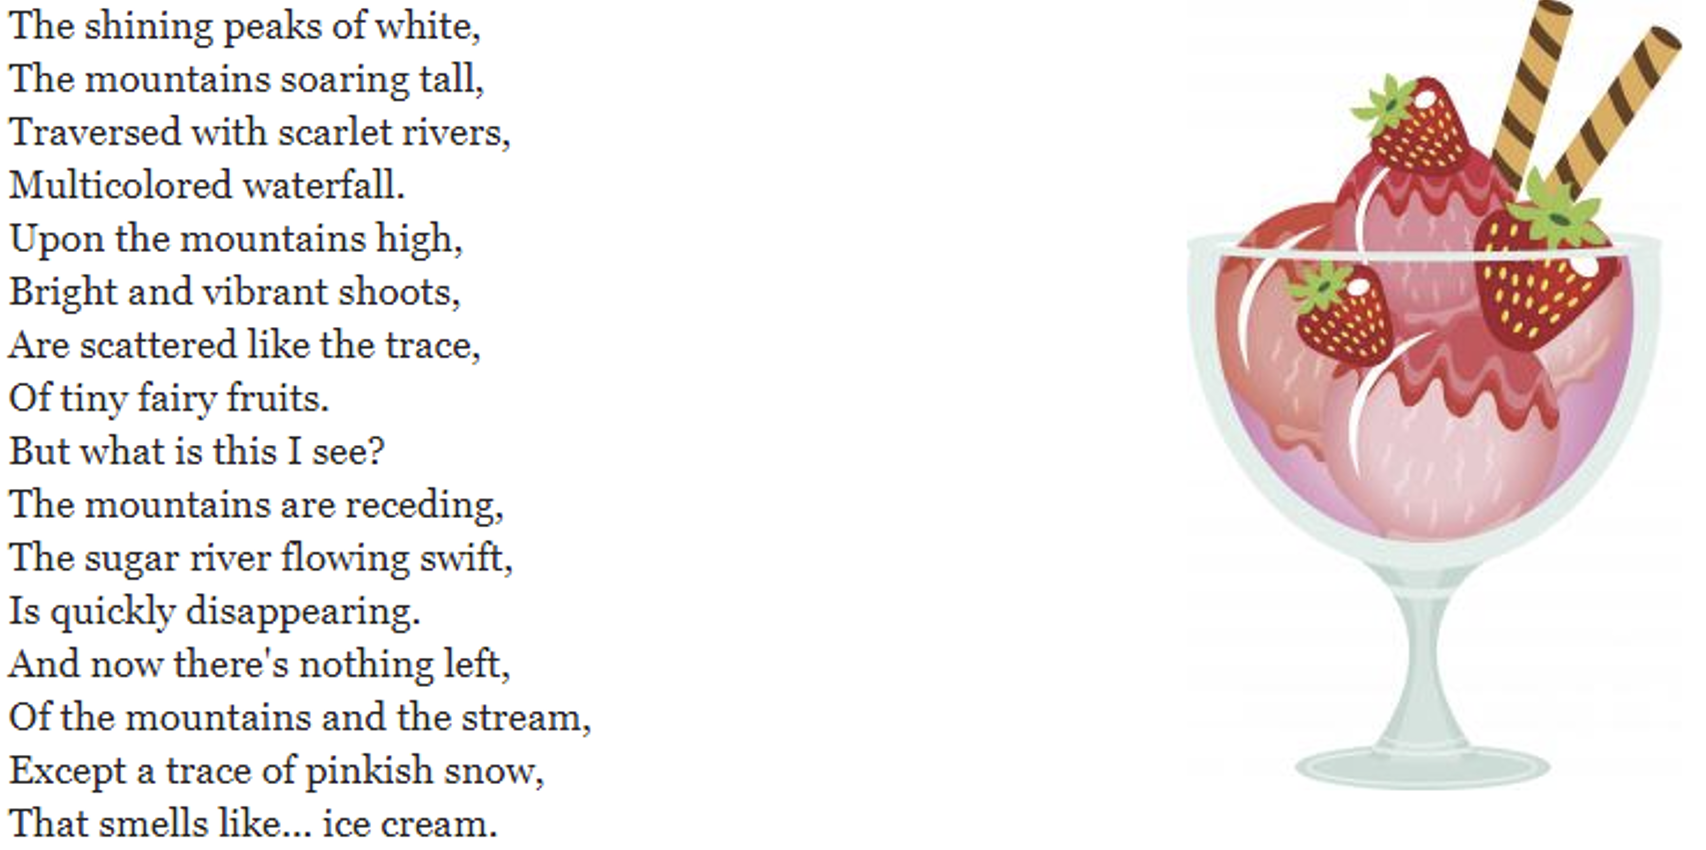 The shining peaks of white,
The mountains soaring tall,
Traversed with scarlet rivers,
Multicolored waterfall.
Upon the mountains high,
Bright and vibrant shoots,
Are scattered like the trace,
Of tiny fairy fruits.
But what is this I see?
The mountains are receding,
The sugar river flowing swift,
Is quickly disappearing.
And now there's nothing left,
Of the mountains and the stream,
Except a trace of pinkish snow,
That smells like... ice cream.